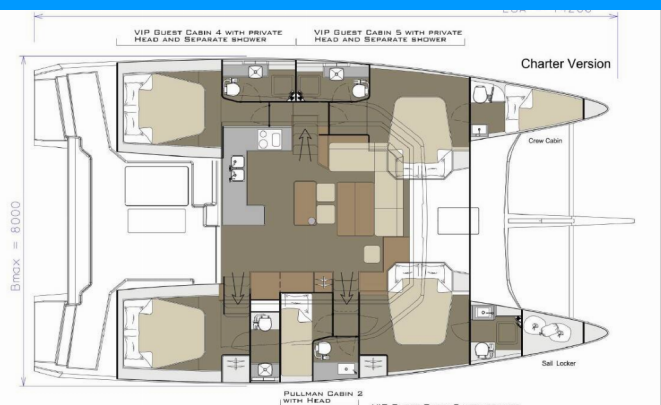 VIP GUEST CABIN 4 WITH PRIVATE
HEAD AND SEPARATE SHOWER
VIP GUEST CABIN 5 WITH PRIVATE
HEAD AND SEPARATE SHOWER
Charter Version
Crew Cabin
Bmax = 8000
Sail Locker
PULLMAN CABIN 2
WITH HEAD